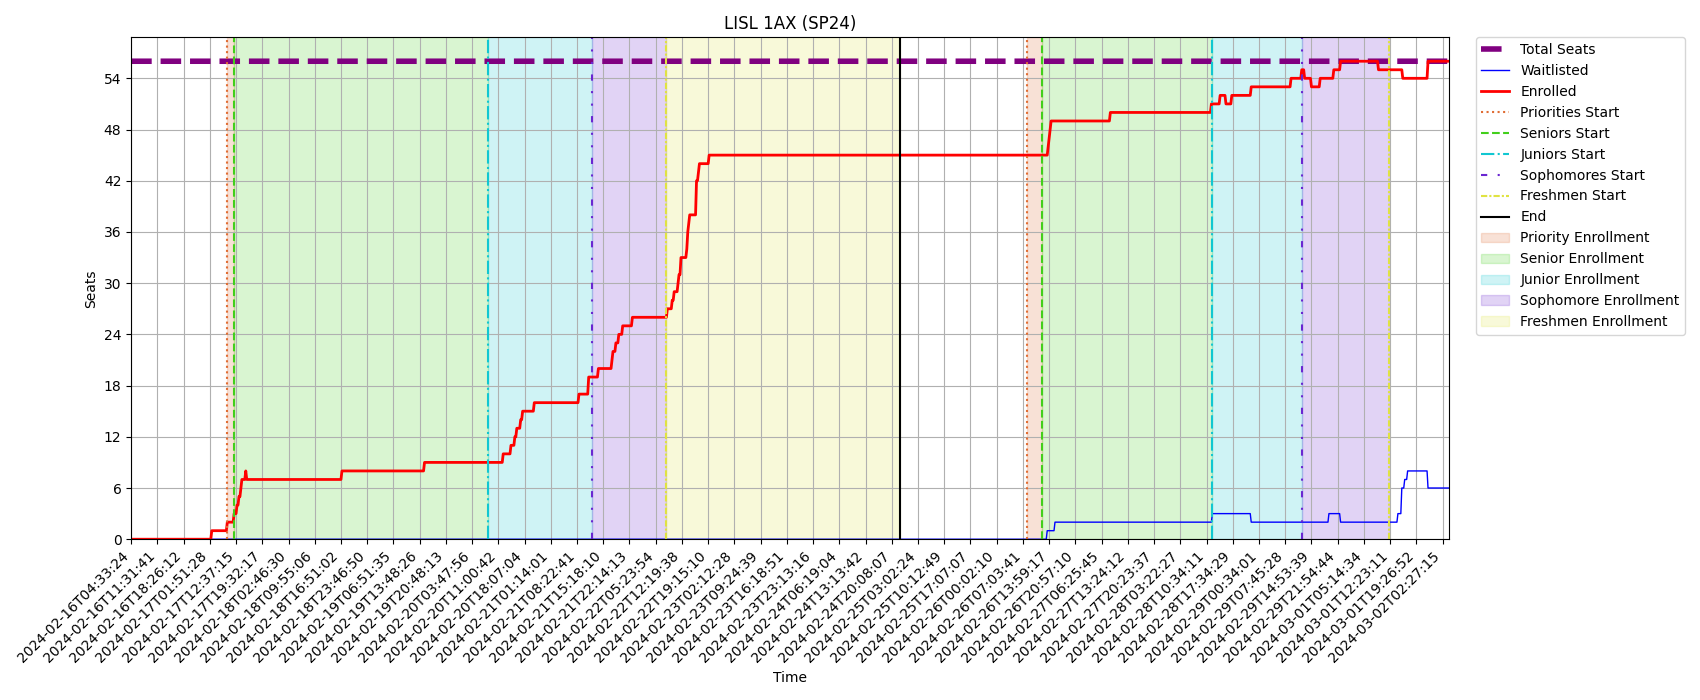 LISL 1AX (SP24)
Total Seats
Waitlisted
Enrolled
Priorities Start
Seniors Start
Juniors Start
Sophomores Start
Freshmen Start
End
Priority Enrollment
Senior Enrollment
Junior Enrollment
Sophomore Enrollment
Freshmen Enrollment
Seats
54
48
42
36
30
24
18
12
6
0
2024-02-16T04:33:24
2024-02-16T11:31:41
2024-02-16T18:26:12
2024-02-17T01:51:28
2024-02-17T12:37:15
2024-02-17T19:32:17
2024-02-18T02:46:30
2024-02-18T09:55:06
2024-02-18T16:51:02
2024-02-18T23:46:50
2024-02-19T06:51:35
2024-02-19T13:48:26
2024-02-19T20:48:13
2024-02-20T03:47:56
2024-02-20T11:00:42
2024-02-20T18:07:04
2024-02-21T01:14:01
2024-02-21T08:22:41
2024-02-21T15:18:10
2024-02-21T22:14:13
2024-02-22T05:23:54
2024-02-22T12:19:38
2024-02-22T19:15:10
2024-02-23T02:12:28
2024-02-23T09:24:39
2024-02-23T16:18:51
2024-02-23T23:13:16
2024-02-24T06:19:04
2024-02-24T13:13:42
2024-02-24T20:08:07
2024-02-25T03:02:24
2024-02-25T10:12:49
2024-02-25T17:07:07
2024-02-26T00:02:10
2024-02-26T07:03:41
2024-02-26T13:59:17
2024-02-26T20:57:10
2024-02-27T06:25:45
2024-02-27T13:24:12
2024-02-27T20:23:37
2024-02-28T03:22:27
2024-02-28T10:34:11
2024-02-28T17:34:29
2024-02-29T00:34:01
2024-02-29T07:45:28
2024-02-29T14:53:39
2024-02-29T21:54:44
2024-03-01T05:14:34
2024-03-01T12:23:11
2024-03-01T19:26:52
2024-03-02T02:27:15
Time